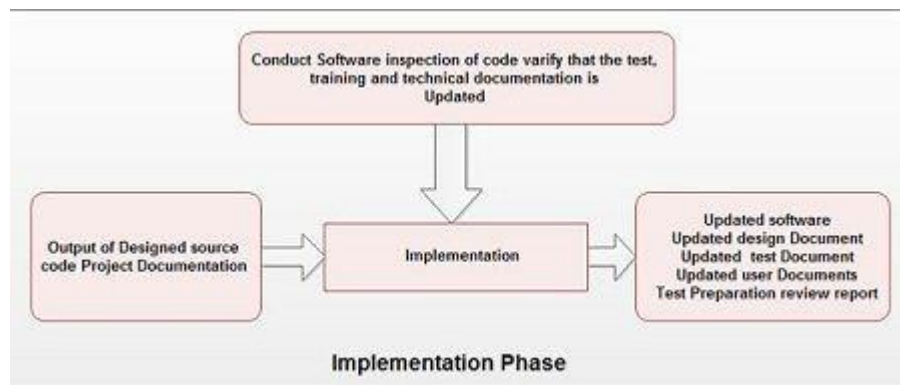 Conduct Software inspection of code varify that the test,
training and technical documentation is
Updated
Output of Designed source
code Project Documentation
Implementation
Updated software
Updated design Document
Updated test Document
Updated user Documents
Test Preparation review report
Implementation Phase